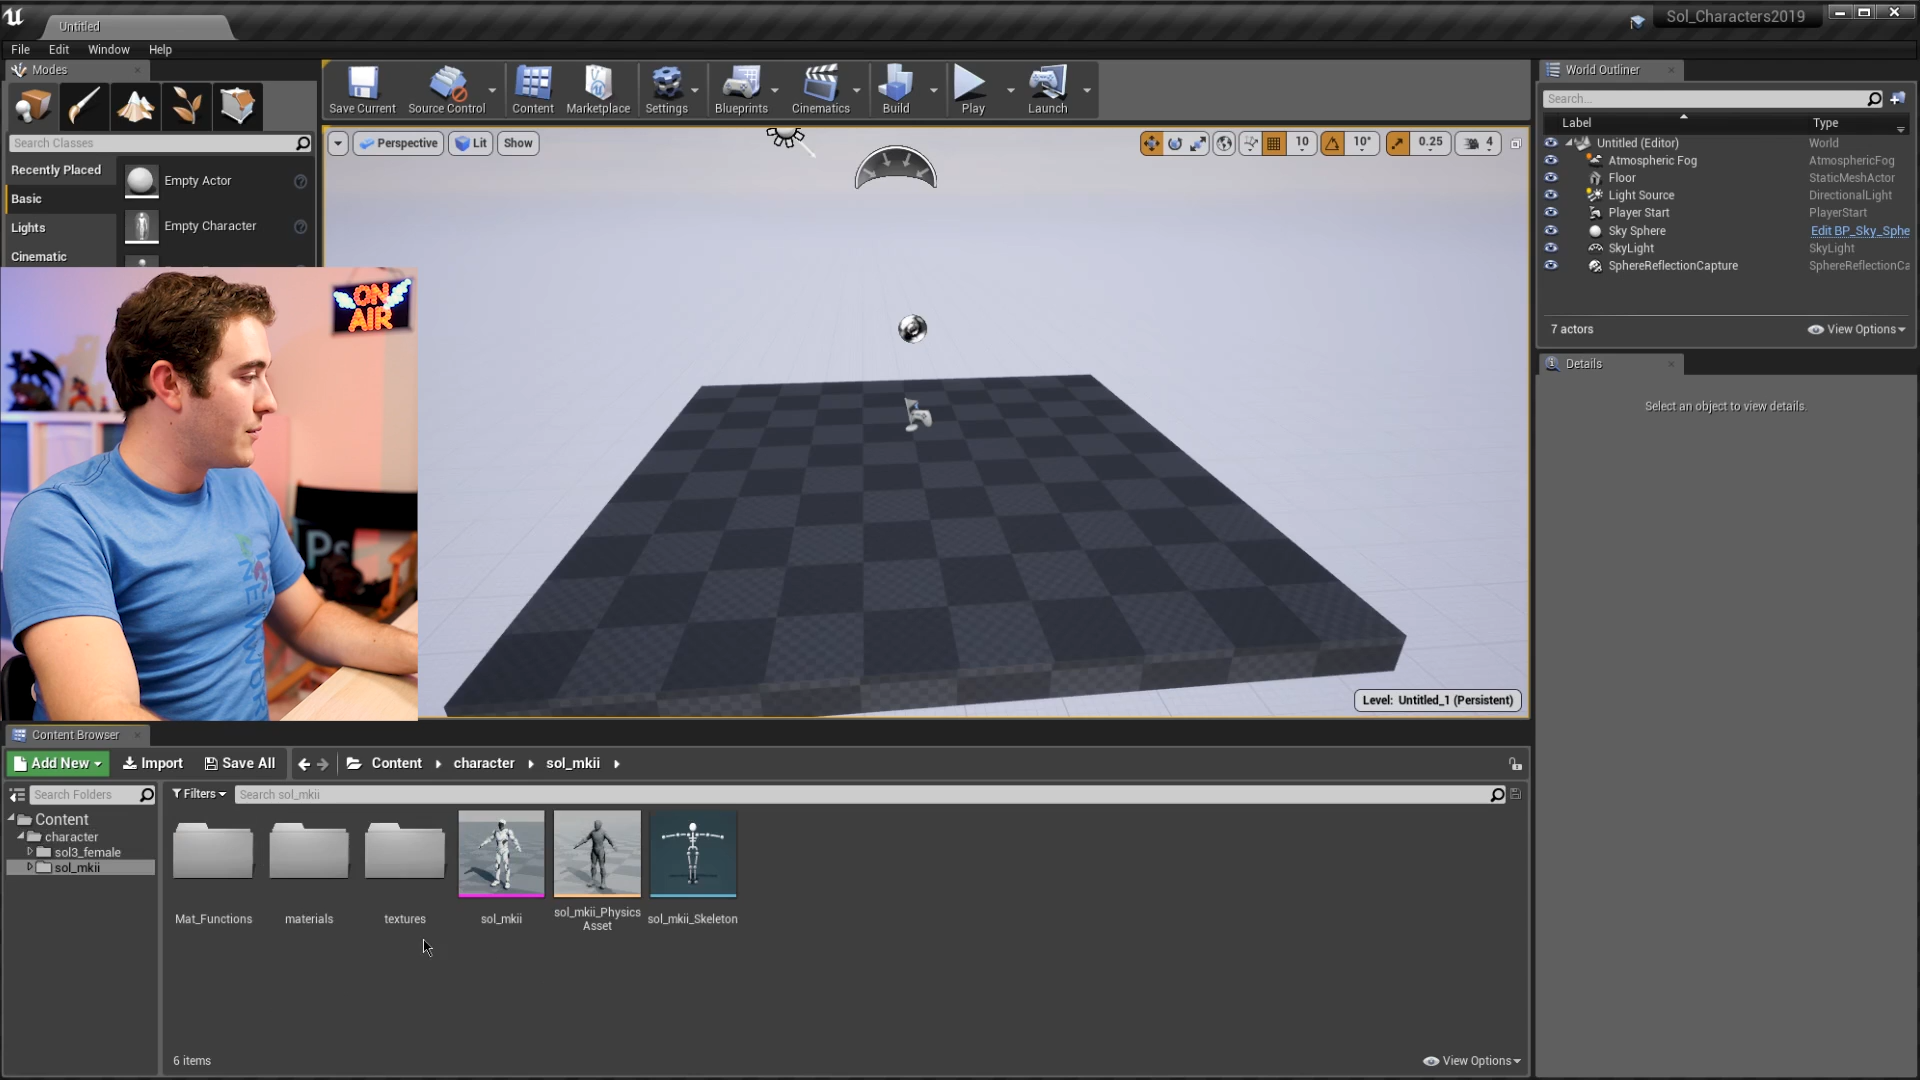 Untitled
Sol_Characters2019
File Edit Window Help
Modes
Search Classes
Recently Placed
Basic
Lights
Cinematic
Empty Actor
Empty Character
Save Current
Source Control
Content
Marketplace
Settings
Blueprints
Cinematics
Build
Play
Launch
Perspective
Lit
Show
10
10°
0.25
4
World Outliner
Search...
Label Type
Untitled (Editor) World
Atmospheric Fog AtmosphericFog
Floor StaticMeshActor
Light Source DirectionalLight
Player Start PlayerStart
Sky Sphere Edit BP_Sky_Sphe
SkyLight SkyLight
SphereReflectionCapture SphereReflectionCa
7 actors
View Options
Details
Select an object to view details.
ON
AIR
Ps
Level: Untitled_1 (Persistent)
Content Browser
Add New Import Save All Content character sol_mkii
Search Folders
Content
character
sol3_female
sol_mkii
Filters
Search sol_mkii
Mat_Functions
materials
textures
sol_mkii
sol_mkii_Physics
Asset
sol_mkii_Skeleton
6 items
View Options